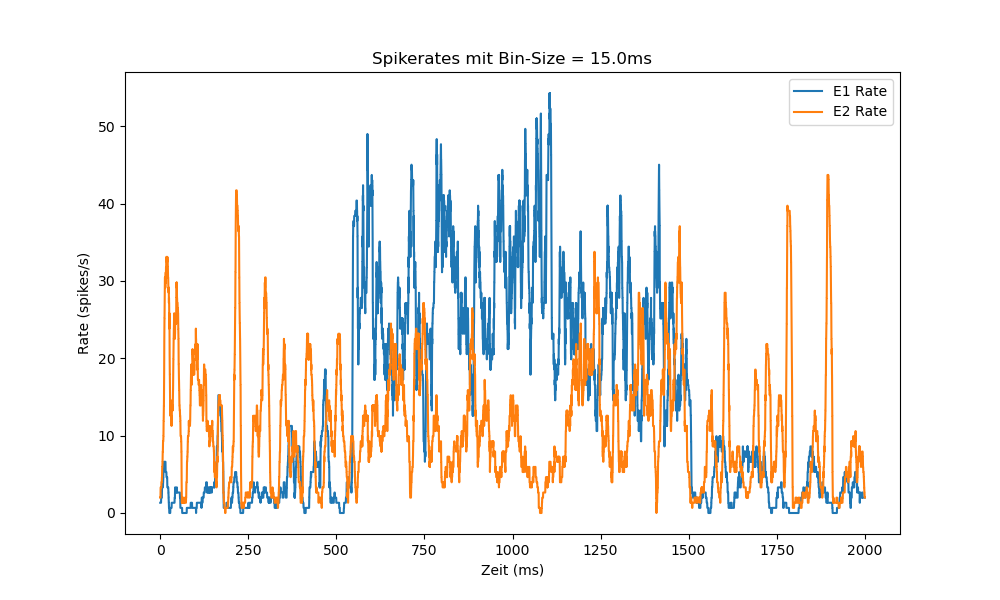 Spikerates mit Bin-Size = 15.0ms
E1 Rate
E2 Rate
Rate (spikes/s)
50
40
30
20
10
0
0 250 500 750 1000 1250 1500 1750 2000
Zeit (ms)